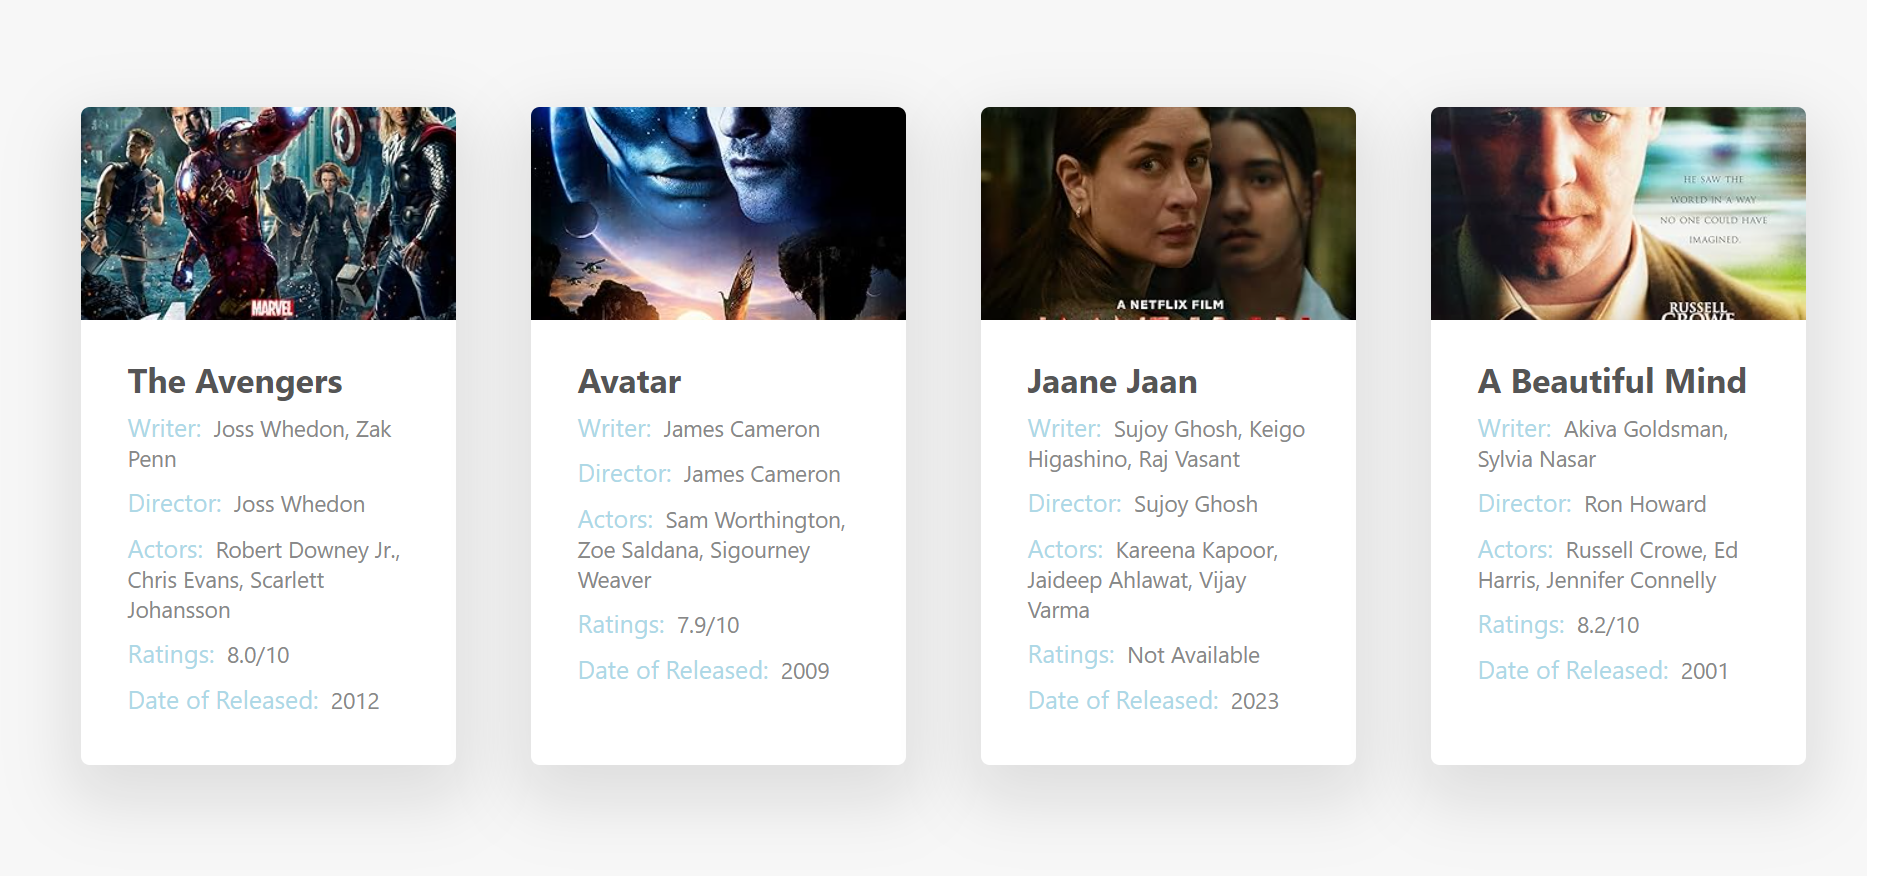 MARVEL
The Avengers
Writer: Joss Whedon, Zak
Penn
Director: Joss Whedon
Actors: Robert Downey Jr.,
Chris Evans, Scarlett
Johansson
Ratings: 8.0/10
Date of Released: 2012
Avatar
Writer: James Cameron
Director: James Cameron
Actors: Sam Worthington,
Zoe Saldana, Sigourney
Weaver
Ratings: 7.9/10
Date of Released: 2009
A NETFLIX FILM
Jaane Jaan
Writer: Sujoy Ghosh, Keigo
Higashino, Raj Vasant
Director: Sujoy Ghosh
Actors: Kareena Kapoor,
Jaideep Ahlawat, Vijay
Varma
Ratings: Not Available
Date of Released: 2023
HE SAW THE
WORLD IN A WAY
NO ONE COULD HAVE
IMAGINED.
RUSSELL
CROWE
A Beautiful Mind
Writer: Akiva Goldsman,
Sylvia Nasar
Director: Ron Howard
Actors: Russell Crowe, Ed
Harris, Jennifer Connelly
Ratings: 8.2/10
Date of Released: 2001